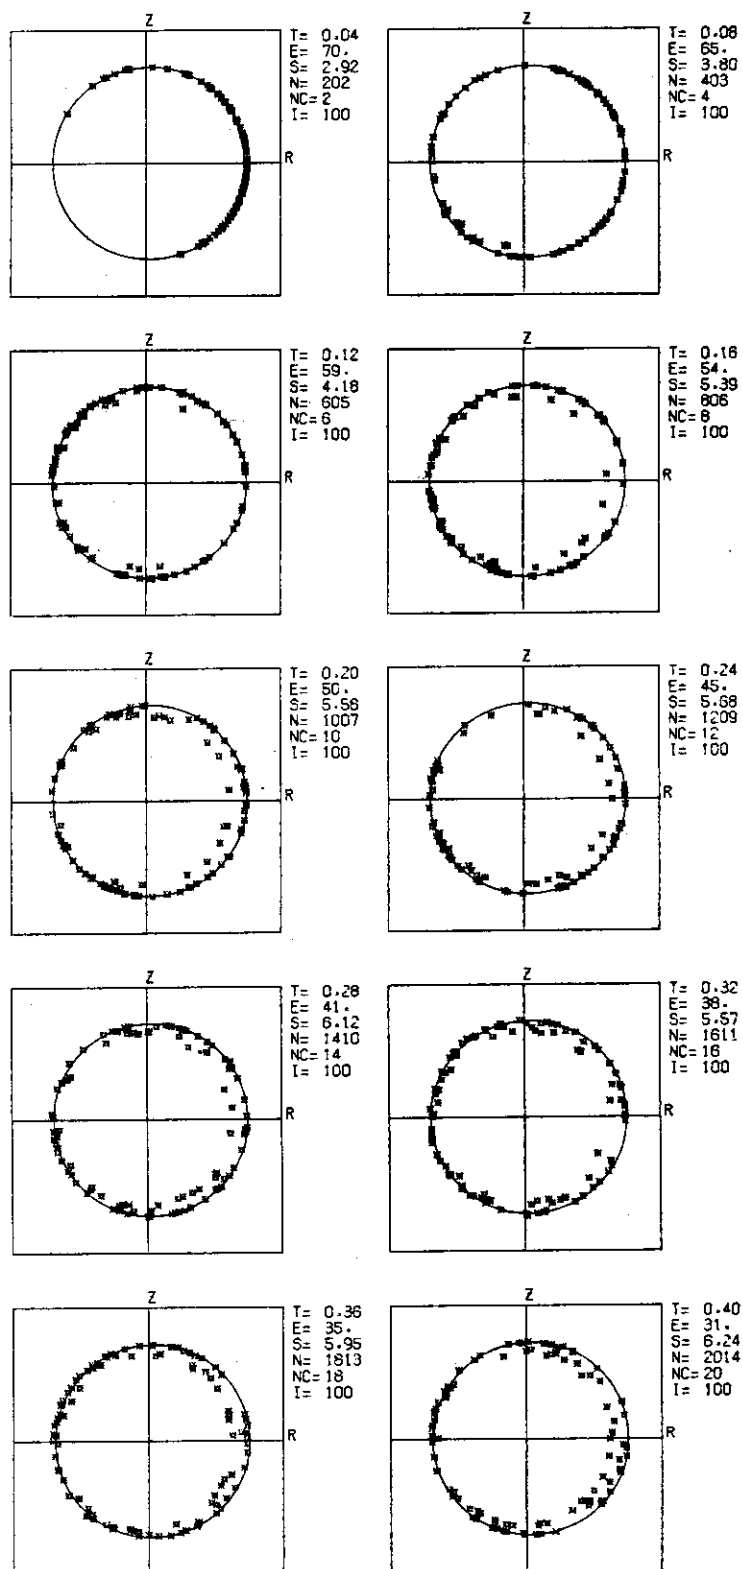 Z
T= 0.04
E= 70.
S= 2.92
N= 202
NC= 2
I= 100
R
Z
T= 0.08
E= 65.
S= 3.80
N= 403
NC= 4
I= 100
R
Z
T= 0.12
E= 59.
S= 4.18
N= 605
NC= 6
I= 100
R
Z
T= 0.16
E= 54.
S= 5.39
N= 806
NC= 8
I= 100
R
Z
T= 0.20
E= 50.
S= 5.56
N= 1007
NC= 10
I= 100
R
Z
T= 0.24
E= 45.
S= 5.68
N= 1209
NC= 12
I= 100
R
Z
T= 0.28
E= 41.
S= 6.12
N= 1410
NC= 14
I= 100
R
Z
T= 0.32
E= 38.
S= 5.57
N= 1611
NC= 16
I= 100
R
Z
T= 0.36
E= 35.
S= 5.95
N= 1813
NC= 18
I= 100
R
Z
T= 0.40
E= 31.
S= 6.24
N= 2014
NC= 20
I= 100
R